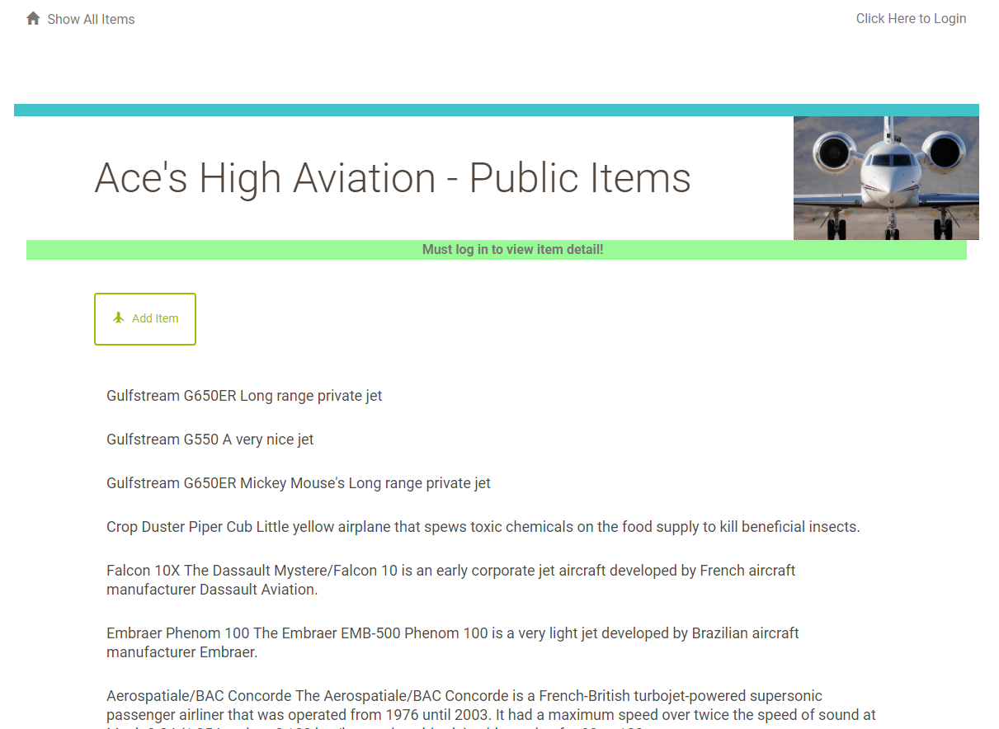 Show All Items
Click Here to Login
Ace's High Aviation - Public Items
Must log in to view item detail!
Add Item
Gulfstream G650ER Long range private jet
Gulfstream G550 A very nice jet
Gulfstream G650ER Mickey Mouse's Long range private jet
Crop Duster Piper Cub Little yellow airplane that spews toxic chemicals on the food supply to kill beneficial insects.
Falcon 10X The Dassault Mystere/Falcon 10 is an early corporate jet aircraft developed by French aircraft
manufacturer Dassault Aviation.
Embraer Phenom 100 The Embraer EMB-500 Phenom 100 is a very light jet developed by Brazilian aircraft
manufacturer Embraer.
Aerospatiale/BAC Concorde The Aerospatiale/BAC Concorde is a French-British turbojet-powered supersonic
passenger airliner that was operated from 1976 until 2003. It had a maximum speed over twice the speed of sound at